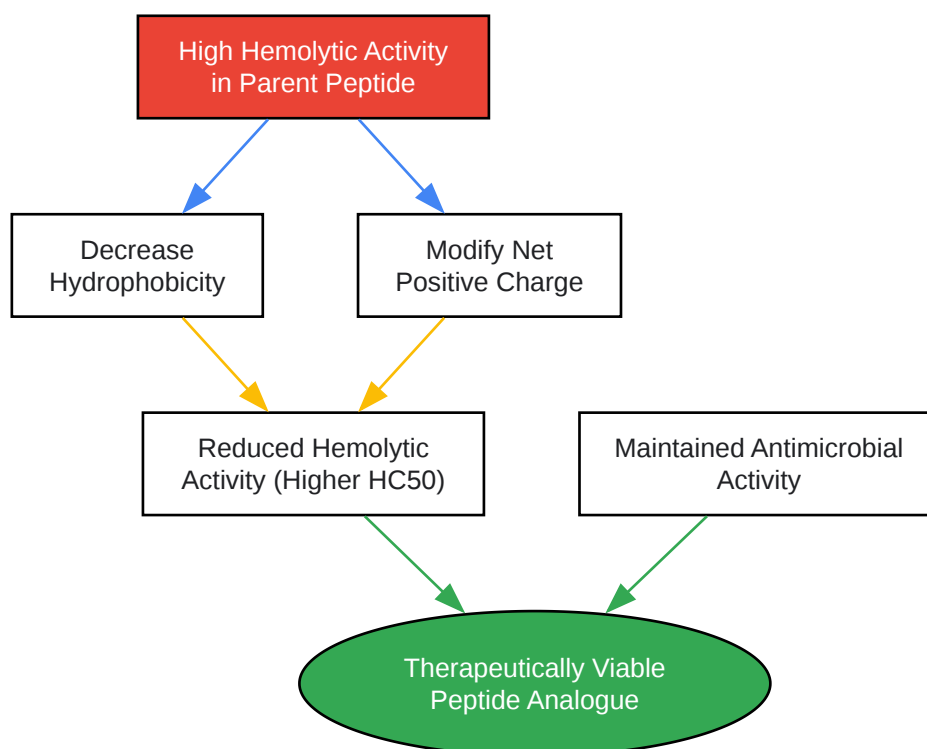 High Hemolytic Activity
in Parent Peptide
Decrease
Hydrophobicity
Modify Net
Positive Charge
Reduced Hemolytic
Activity (Higher HC50)
Maintained Antimicrobial
Activity
Therapeutically Viable
Peptide Analogue